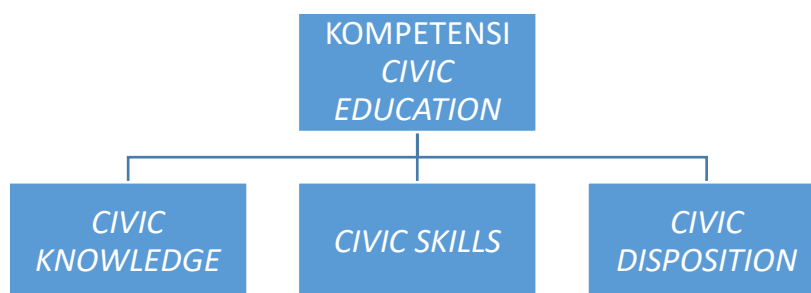 KOMPETENSI
CIVIC
EDUCATION
CIVIC
KNOWLEDGE
CIVIC SKILLS
CIVIC
DISPOSITION